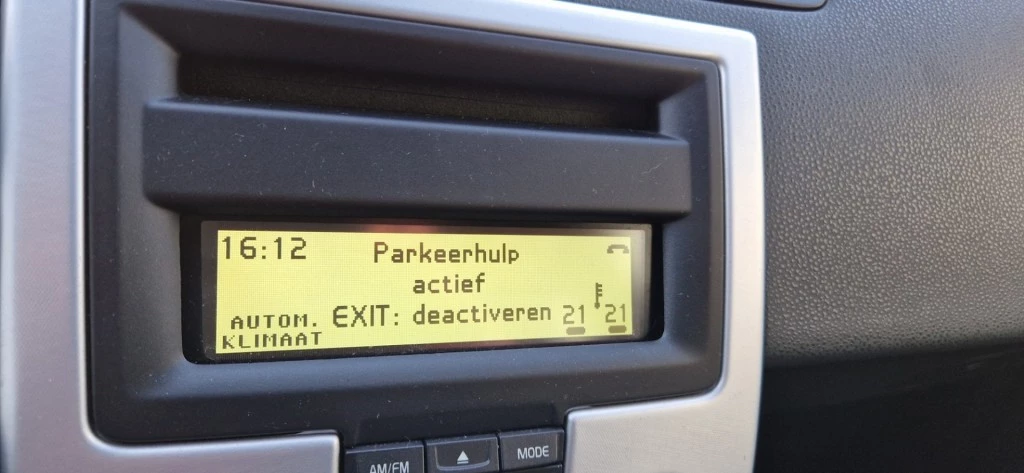 16:12 Parkeerhulp
actief
AUTOM. EXIT: deactiveren 21 21
KLIMAAT
AM/FM MODE